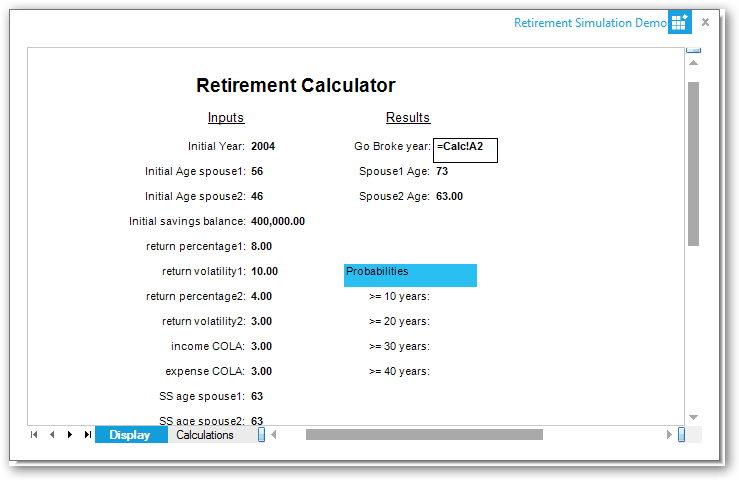 Retirement Simulation Demo
Retirement Calculator
Inputs Results
Initial Year: 2004 Go Broke year: =Calc!A2
Initial Age spouse1: 56 Spouse1 Age: 73
Initial Age spouse2: 46 Spouse2 Age: 63.00
Initial savings balance: 400,000.00
return percentage1: 8.00
return volatility1: 10.00 Probabilities
return percentage2: 4.00 >= 10 years:
return volatility2: 3.00 >= 20 years:
income COLA: 3.00 >= 30 years:
expense COLA: 3.00 >= 40 years:
SS age spouse1: 63
SS age spouse2: 63
Display Calculations